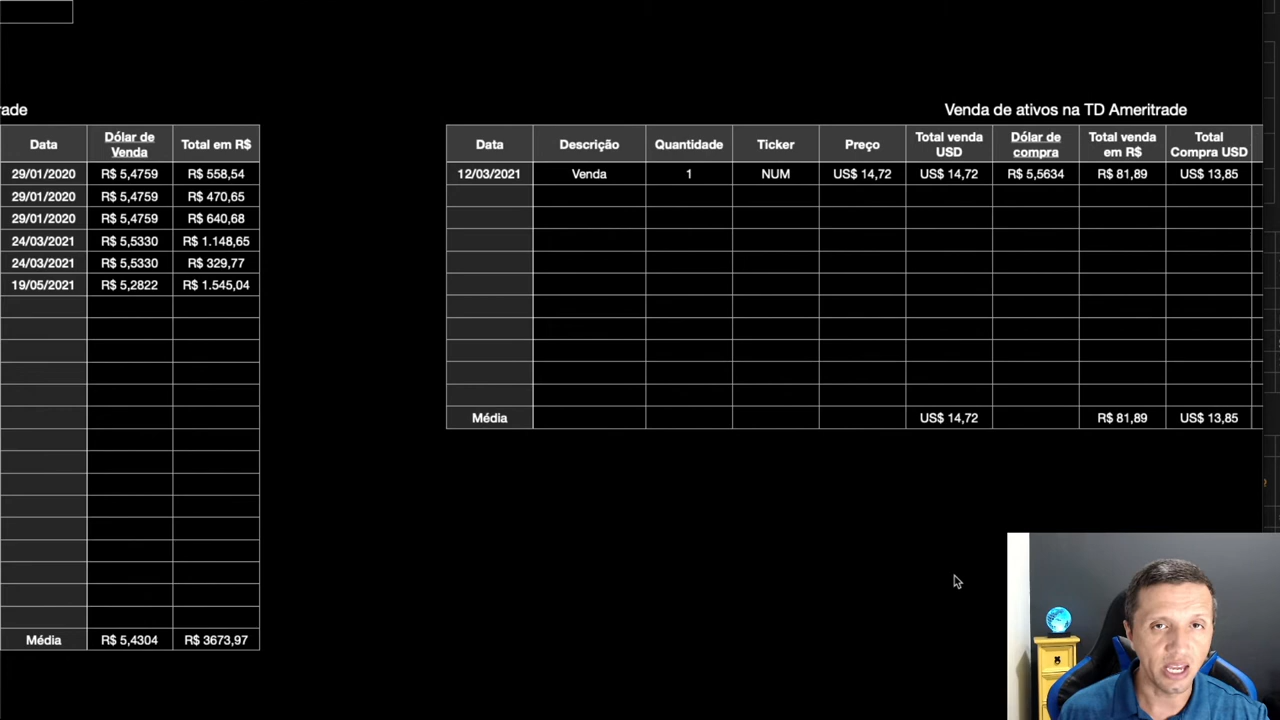 rade
Data Dólar de Venda Total em R$
29/01/2020 R$ 5,4759 R$ 558,54
29/01/2020 R$ 5,4759 R$ 470,65
29/01/2020 R$ 5,4759 R$ 640,68
24/03/2021 R$ 5,5330 R$ 1.148,65
24/03/2021 R$ 5,5330 R$ 329,77
19/05/2021 R$ 5,2822 R$ 1.545,04
Média R$ 5,4304 R$ 3673,97
Venda de ativos na TD Ameritrade
Data Descrição Quantidade Ticker Preço Total venda USD Dólar de compra Total venda em R$ Total Compra USD
12/03/2021 Venda 1 NUM US$ 14,72 US$ 14,72 R$ 5,5634 R$ 81,89 US$ 13,85
Média US$ 14,72 R$ 81,89 US$ 13,85